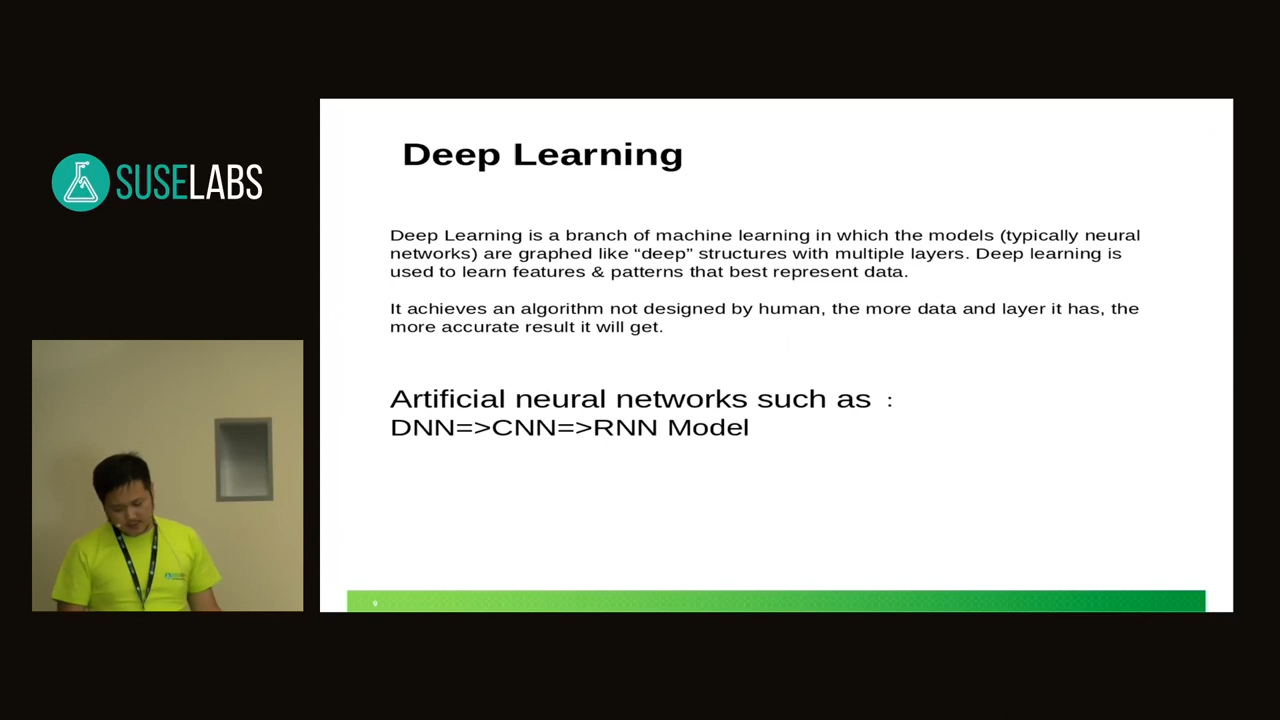 SUSELABS
Deep Learning
Deep Learning is a branch of machine learning in which the models (typically neural
networks) are graphed like “deep” structures with multiple layers. Deep learning is
used to learn features & patterns that best represent data.
It achieves an algorithm not designed by human, the more data and layer it has, the
more accurate result it will get.
Artificial neural networks such as :
DNN=>CNN=>RNN Model
9